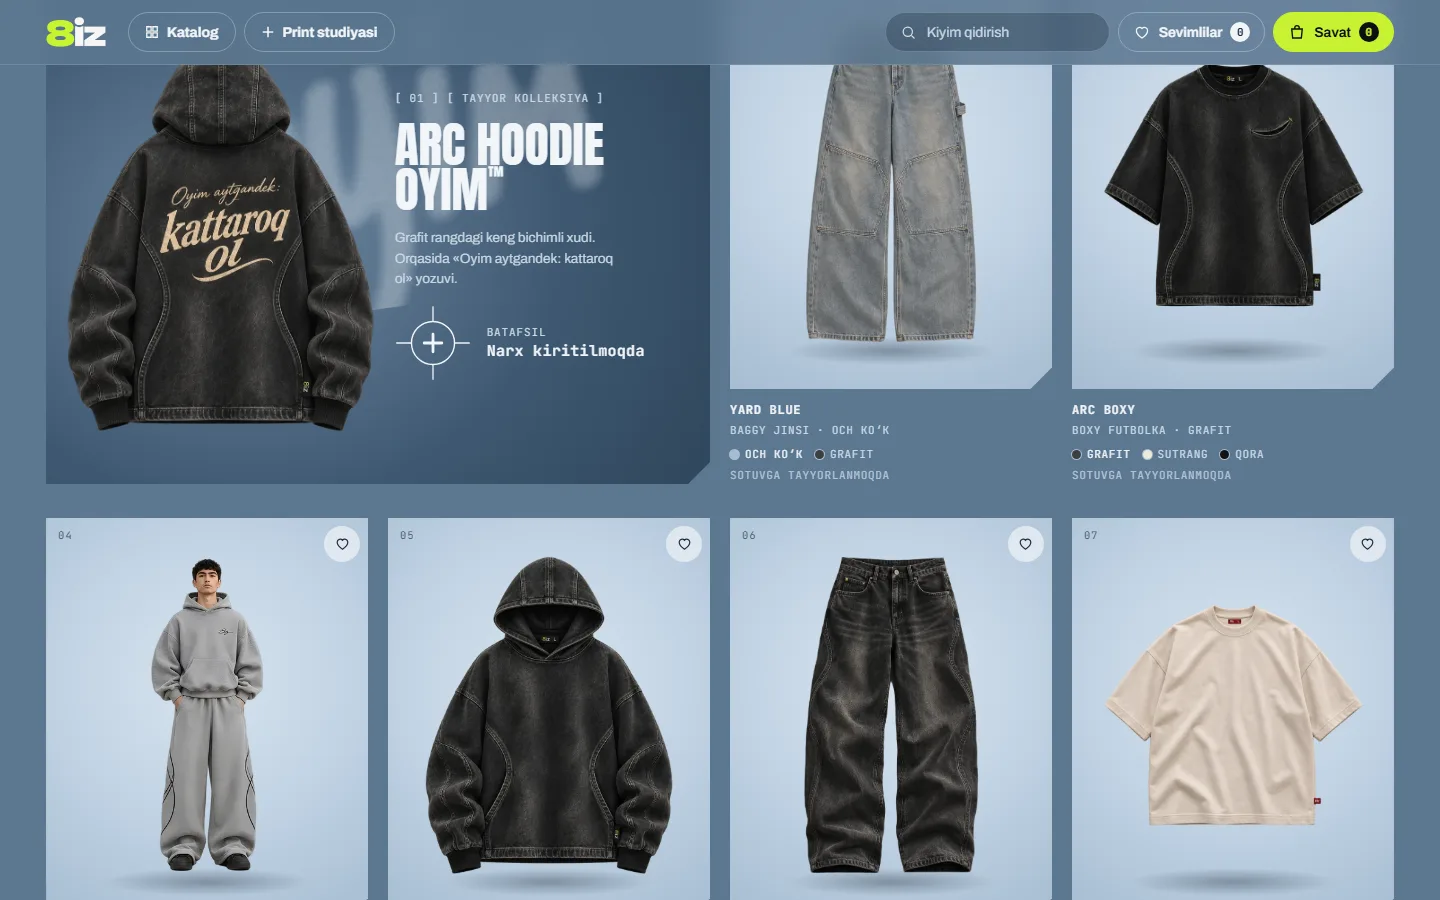 8iz
Katalog
Print studiyasi
Kiyim qidirish
Sevimlilar 0
Savat 0
[ 01 ] [ TAYYOR KOLLEKSIYA ]
ARC HOODIE
OYIM™
Grafit rangdagi keng bichimli xudi.
Orqasida «Oyim aytgandek: kattaroq
ol» yozuvi.
BATAFSIL
Narx kiritilmoqda
Oyim aytgandek:
kattaroq
ol
YARD BLUE
BAGGY JINSI · OCH KO‘K
OCH KO‘K GRAFIT
SOTUVGA TAYYORLANMOQDA
ARC BOXY
BOXY FUTBOLKA · GRAFIT
GRAFIT SUTRANG QORA
SOTUVGA TAYYORLANMOQDA
04
05
06
07